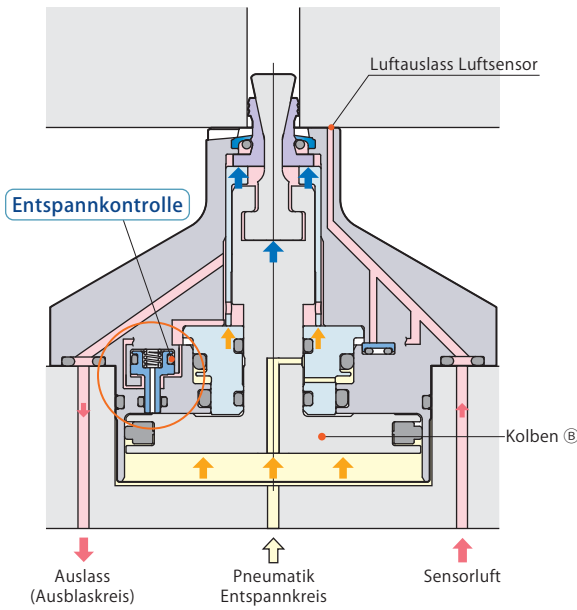 Luftauslass Luftsensor
Entspannkontrolle
Kolben Ⓑ
Auslass
(Ausblaskreis)
Pneumatik
Entspannkreis
Sensorluft